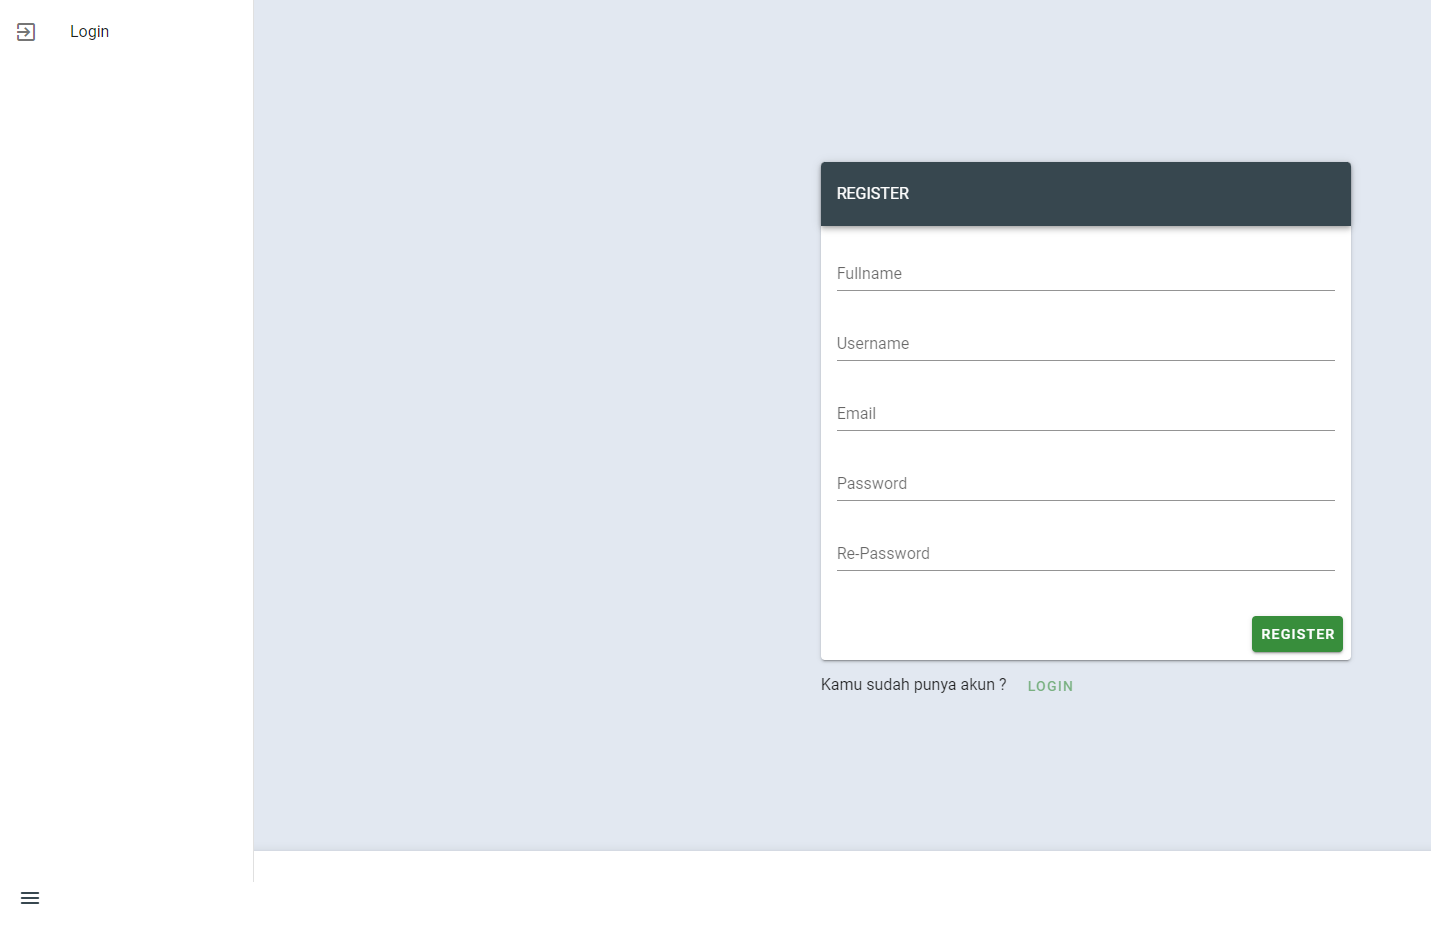 Login
REGISTER
Fullname
Username
Email
Password
Re-Password
REGISTER
Kamu sudah punya akun ? LOGIN